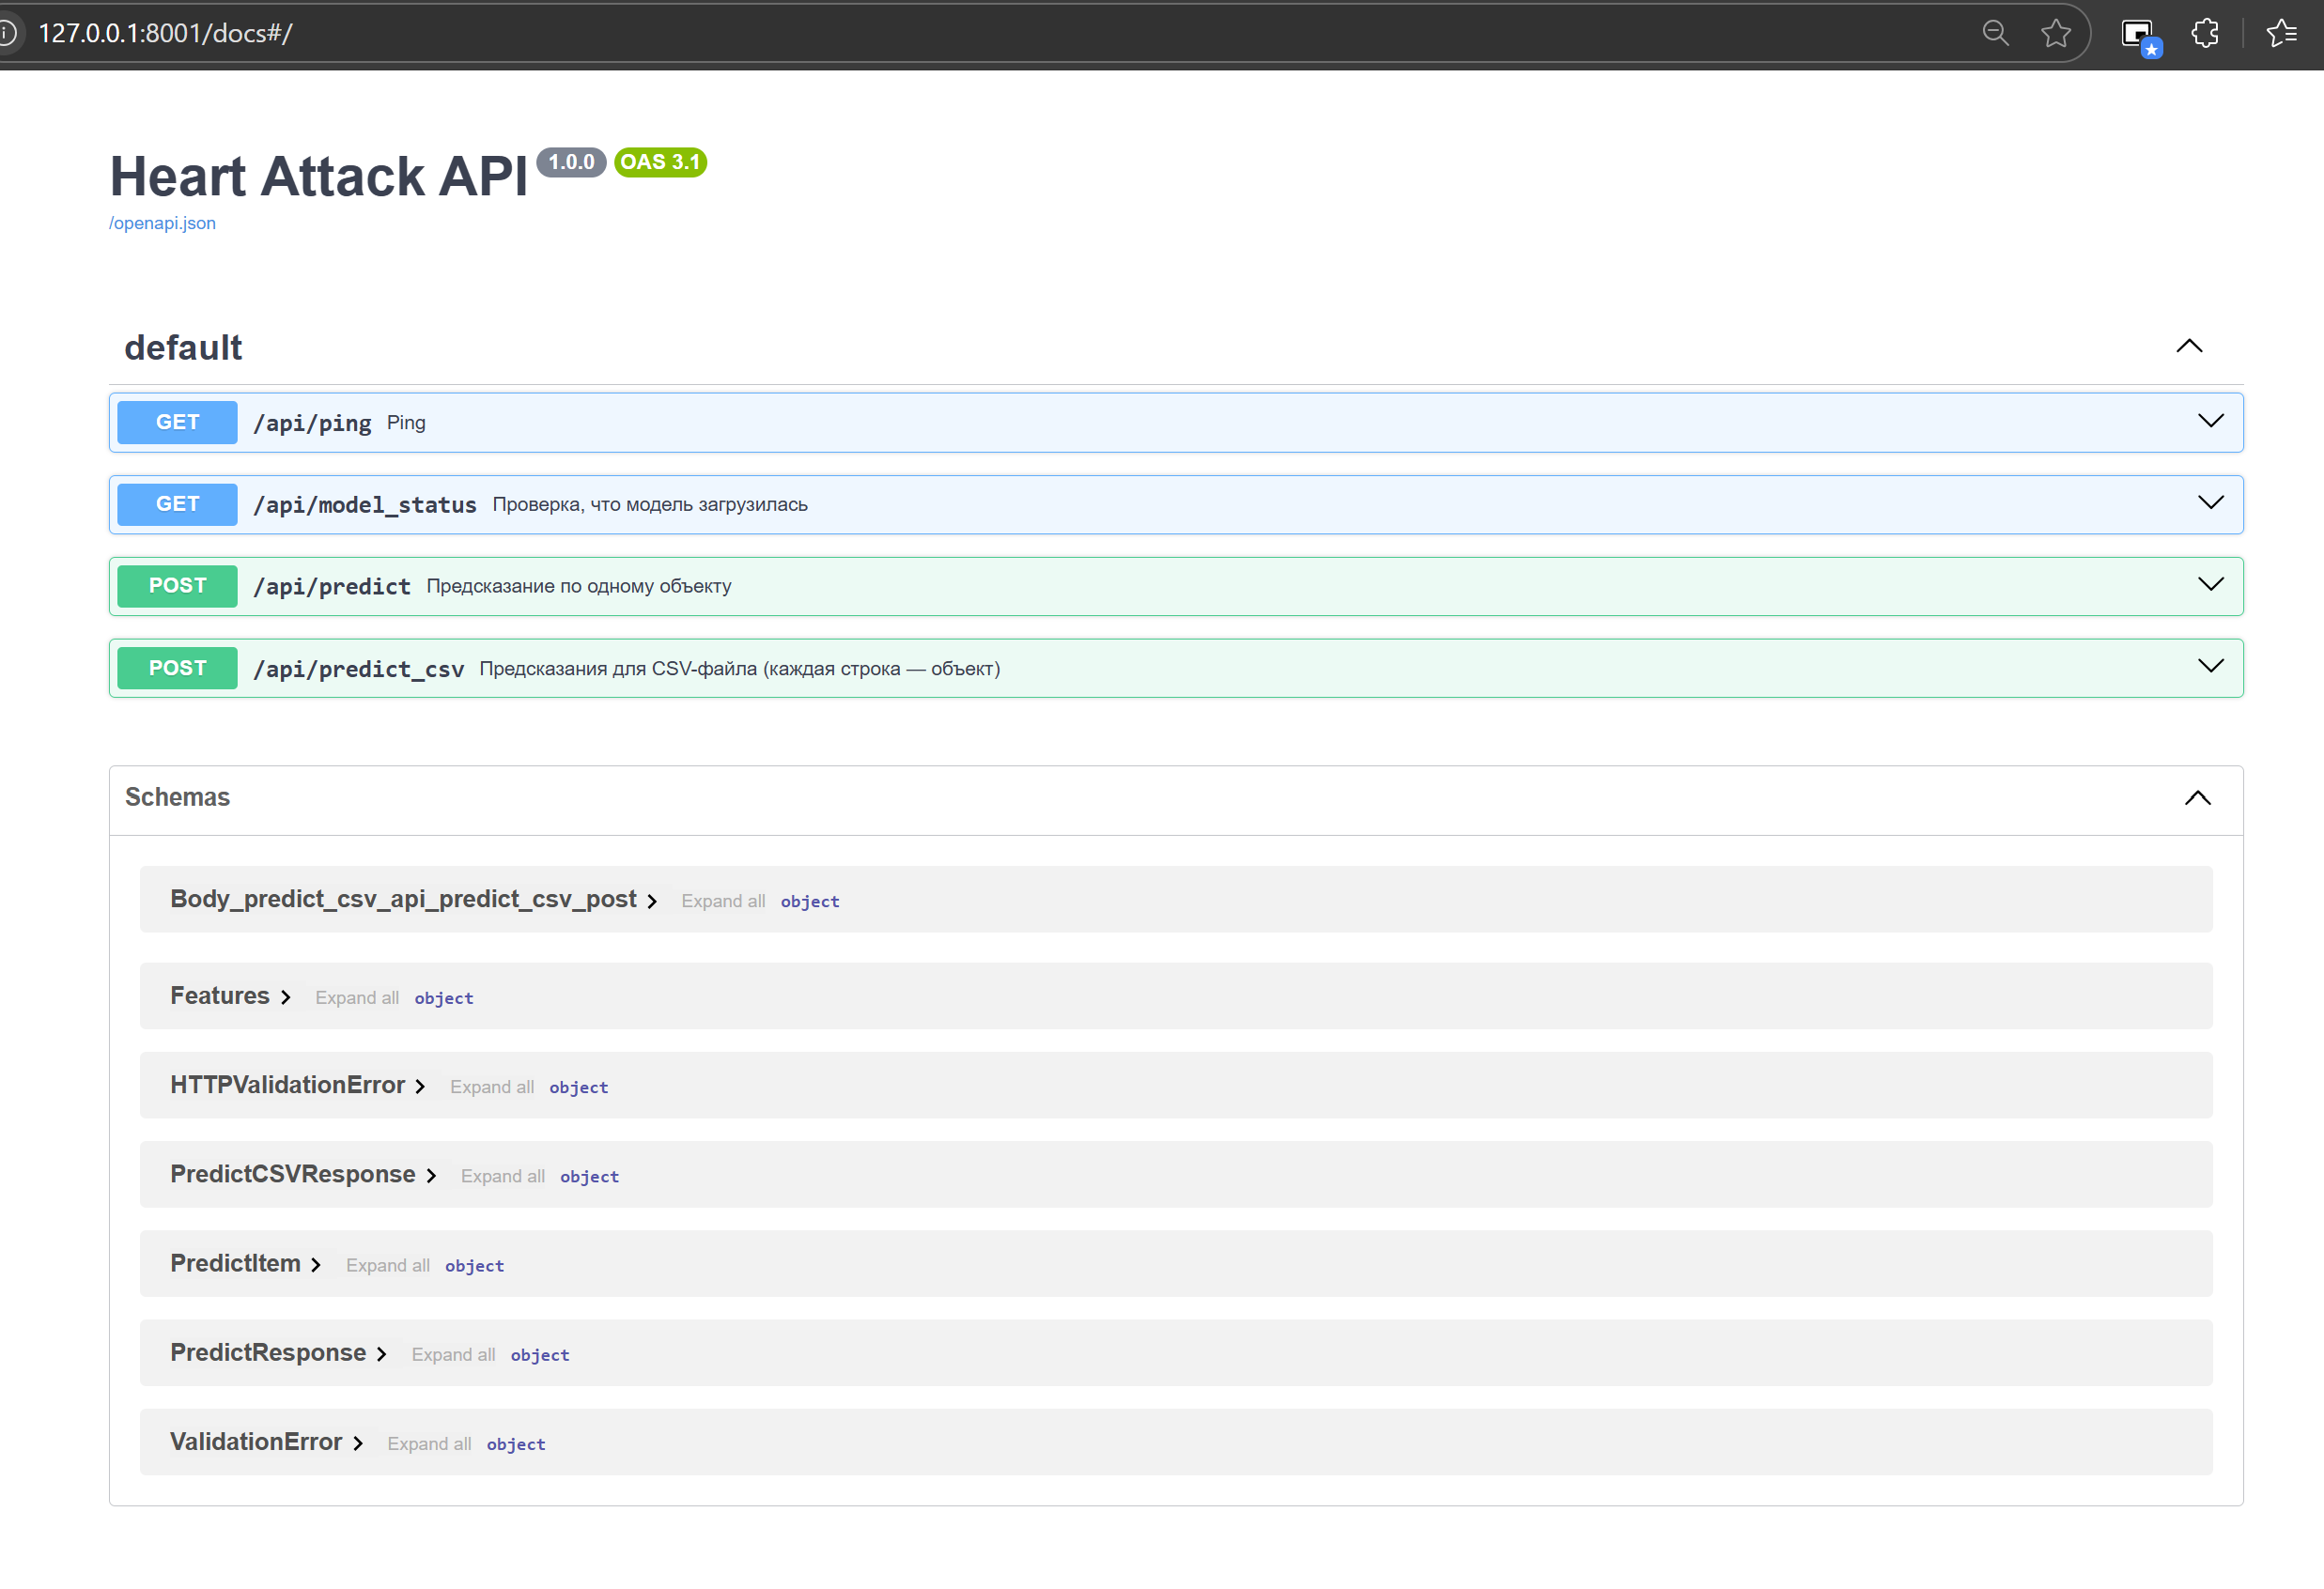 127.0.0.1:8001/docs#/
Heart Attack API 1.0.0 OAS 3.1
/openapi.json
default
GET /api/ping Ping
GET /api/model_status Проверка, что модель загрузилась
POST /api/predict Предсказание по одному объекту
POST /api/predict_csv Предсказания для CSV-файла (каждая строка — объект)
Schemas
Body_predict_csv_api_predict_csv_post Expand all object
Features Expand all object
HTTPValidationError Expand all object
PredictCSVResponse Expand all object
PredictItem Expand all object
PredictResponse Expand all object
ValidationError Expand all object